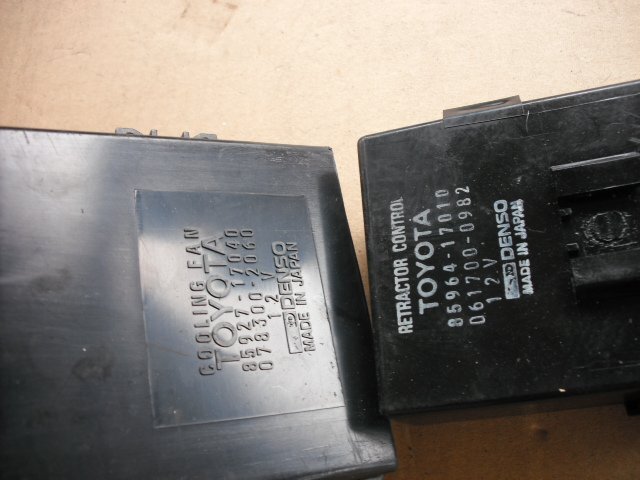 COOLING FAN
TOYOTA
85927-17040
078300-2060
12V
DENSO
MADE IN JAPAN
RETRACTOR CONTROL
TOYOTA
85964-17010
061700-0982
12V
DENSO
MADE IN JAPAN